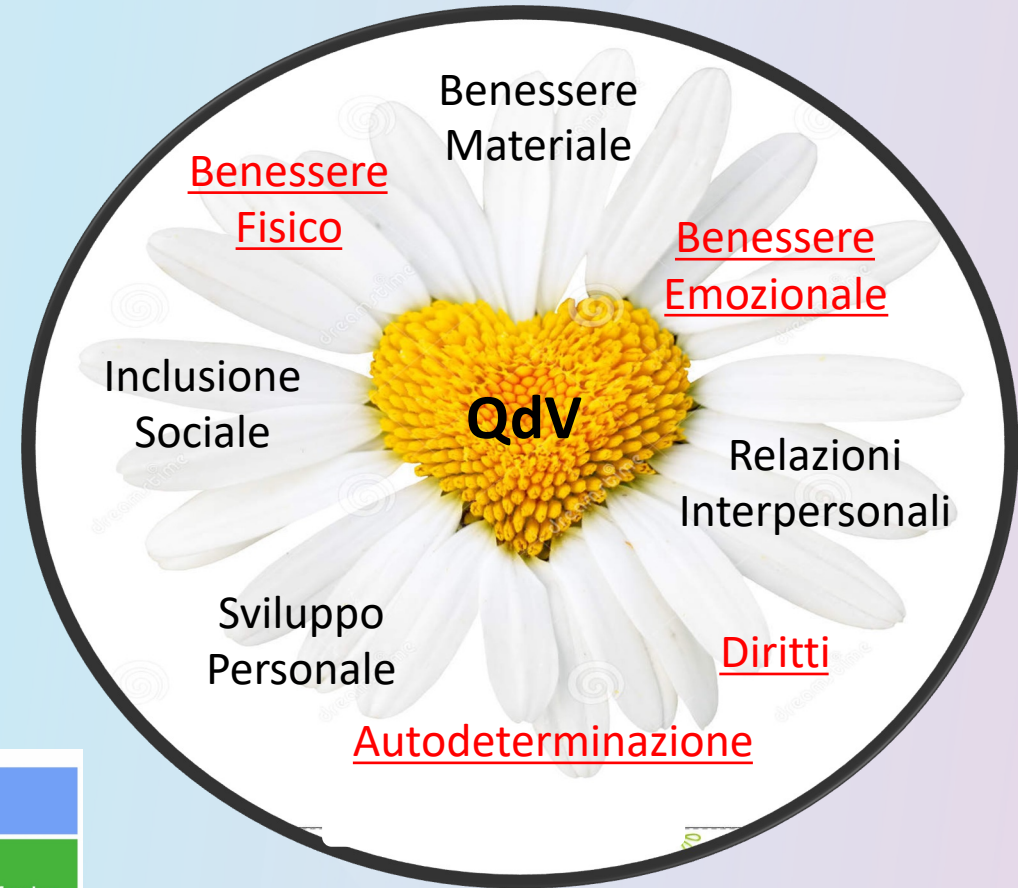 Benessere
Materiale
Benessere
Fisico
Benessere
Emozionale
Inclusione
Sociale
QdV
Relazioni
Interpersonali
Sviluppo
Personale
Diritti
Autodeterminazione